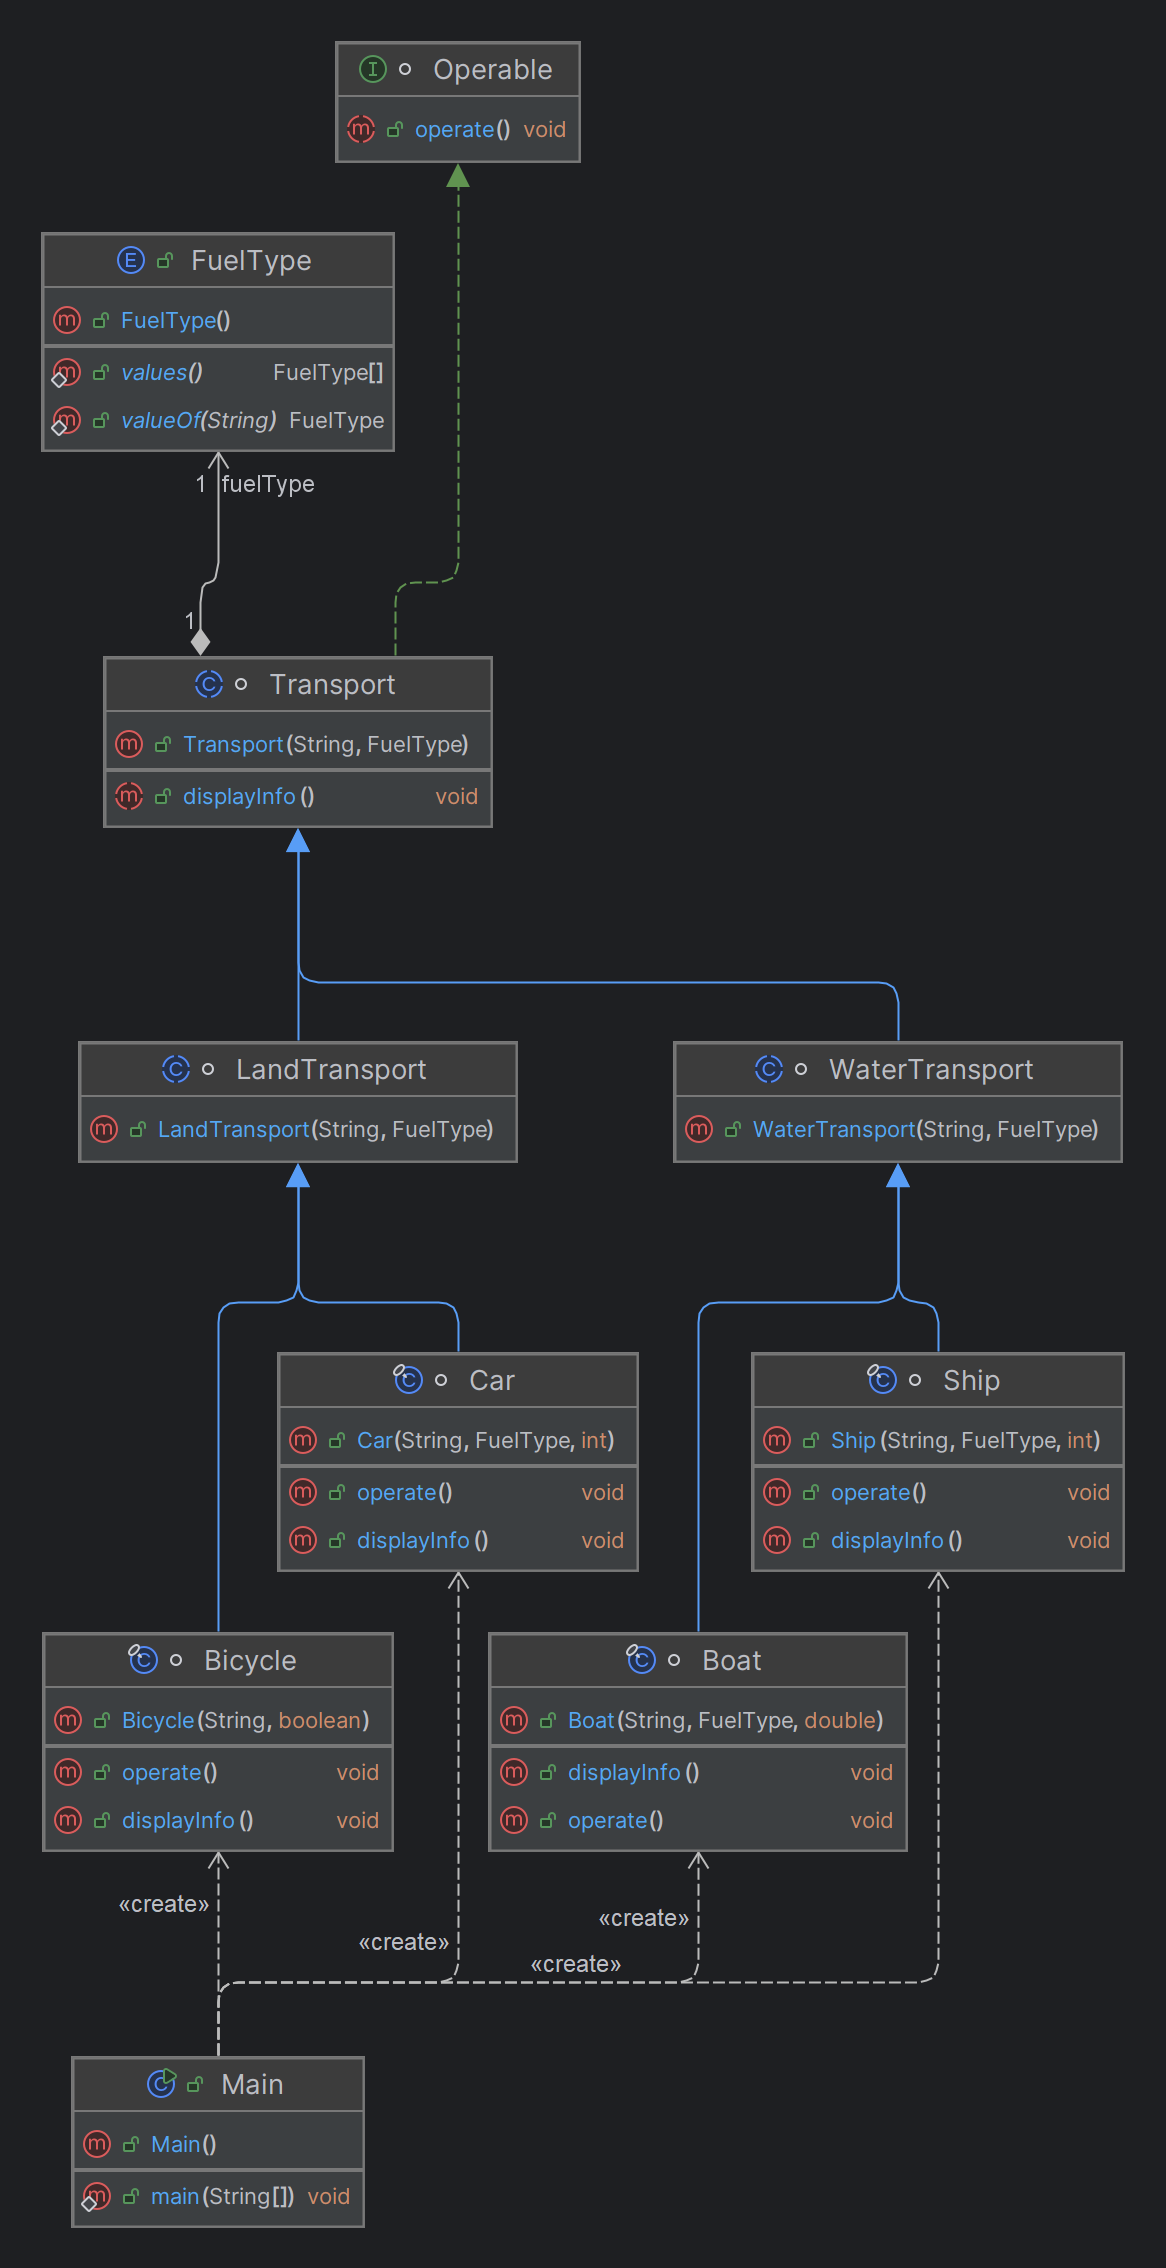 Operable
operate() void
FuelType
FuelType()
values() FuelType[]
valueOf(String) FuelType
1 fuelType
1
Transport
Transport(String, FuelType)
displayInfo() void
LandTransport
LandTransport(String, FuelType)
WaterTransport
WaterTransport(String, FuelType)
Car
Car(String, FuelType, int)
operate() void
displayInfo() void
Ship
Ship(String, FuelType, int)
operate() void
displayInfo() void
Bicycle
Bicycle(String, boolean)
operate() void
displayInfo() void
Boat
Boat(String, FuelType, double)
displayInfo() void
operate() void
«create»
«create»
«create»
«create»
Main
Main()
main(String[]) void